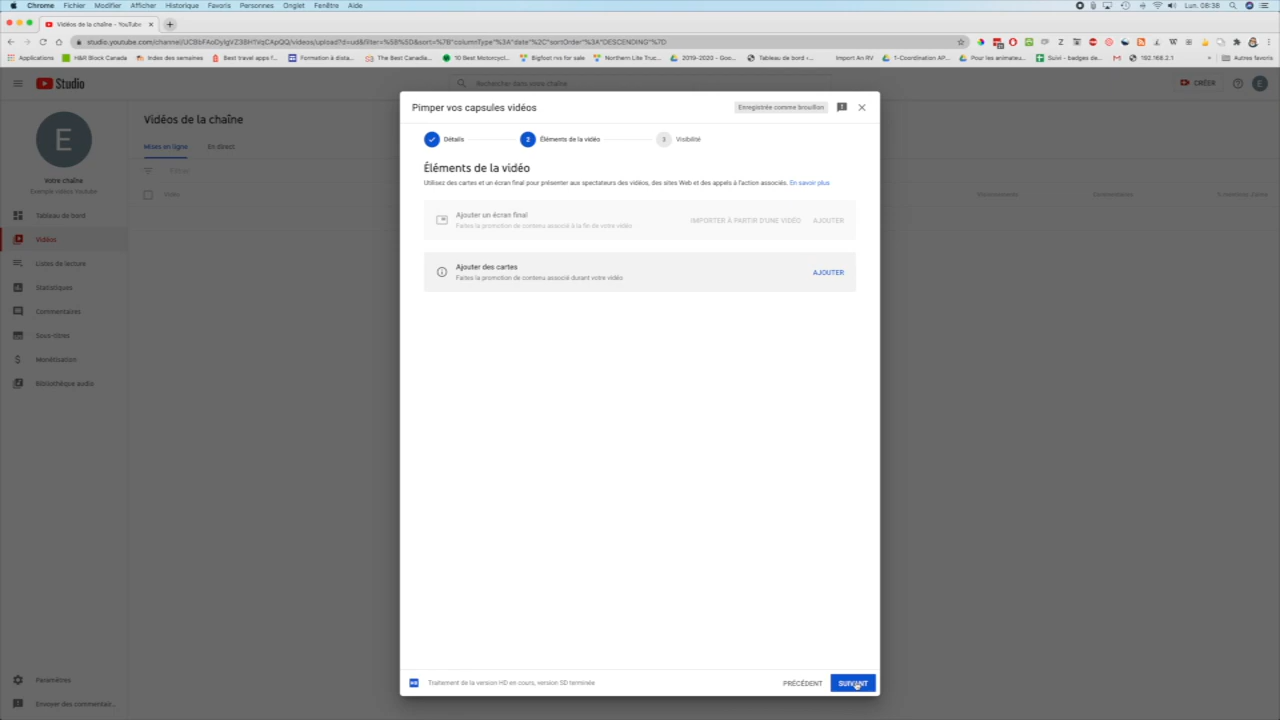 Chrome Fichier Modifier Afficher Historique Favoris Personnes Onglet Fenêtre Aide
Lun. 08:38
Vidéos de la chaîne - YouTube
Applications H&R Block Canada Index des semaines Best travel apps f... Formation à dista... The Best Canadia... 10 Best Motorcycl... Bigfoot rvs for sale Northern Lite Truc... 2019-2020 - Goo... Tableau de bord ‹... Import An RV 1-Coordination AP... Pour les animateu... Suivi - badges de... 192.168.2.1 » Autres favoris
Studio
Rechercher dans votre chaîne
CRÉER
E
Pimper vos capsules vidéos
Enregistrée comme brouillon
E
Vidéos de la chaîne
Détails
2 Éléments de la vidéo
3 Visibilité
Mises en ligne En direct
Éléments de la vidéo
Utilisez des cartes et un écran final pour présenter aux spectateurs des vidéos, des sites Web et des appels à l'action associés. En savoir plus
Votre chaîne
Exemple vidéos Youtube
Filtrer
Vidéo
Commentaires
Ajouter un écran final
Faites la promotion de contenu associé à la fin de votre vidéo
IMPORTER À PARTIR D'UNE VIDÉO AJOUTER
Ajouter des cartes
Faites la promotion de contenu associé durant votre vidéo
AJOUTER
Tableau de bord
Vidéos
Listes de lecture
Statistiques
Commentaires
Sous-titres
Monétisation
Bibliothèque audio
Paramètres
Envoyer des commentair...
Traitement de la version HD en cours, version SD terminée
PRÉCÉDENT
SUIVANT